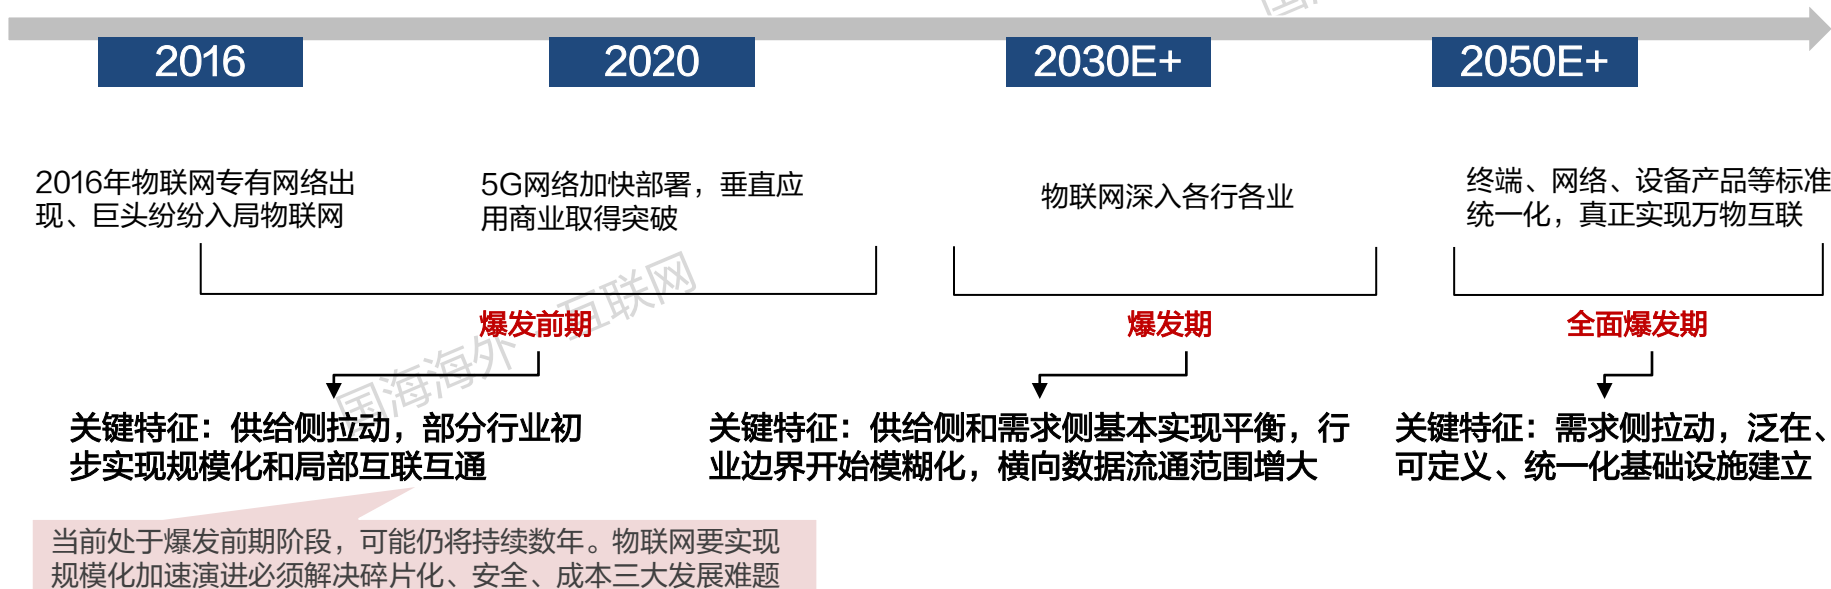 2016
2020
2030E+
2050E+
2016年物联网专有网络出
现、巨头纷纷入局物联网
5G网络加快部署，垂直应
用商业取得突破
物联网深入各行各业
终端、网络、设备产品等标准
统一化，真正实现万物互联
爆发前期
爆发期
全面爆发期
关键特征：供给侧拉动，部分行业初
步实现规模化和局部互联互通
关键特征：供给侧和需求侧基本实现平衡，行
业边界开始模糊化，横向数据流通范围增大
关键特征：需求侧拉动，泛在、
可定义、统一化基础设施建立
当前处于爆发前期阶段，可能仍将持续数年。物联网要实现
规模化加速演进必须解决碎片化、安全、成本三大发展难题
国海海外 互联网